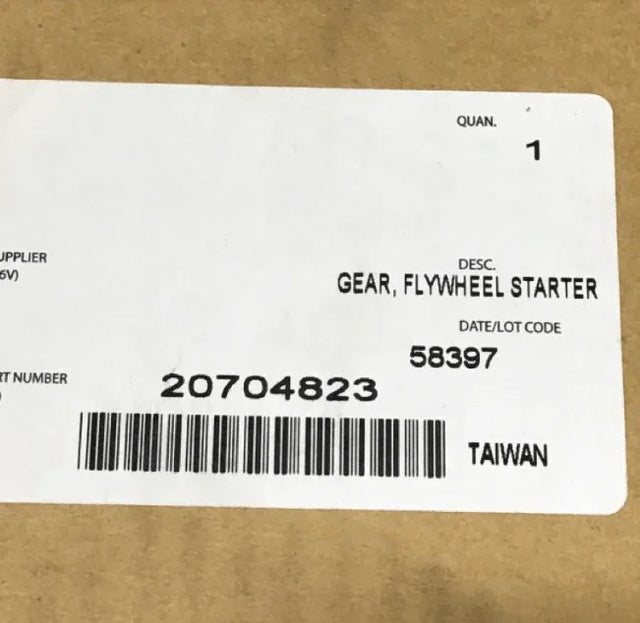 QUAN.
1
UPPLIER
6V)
DESC.
GEAR, FLYWHEEL STARTER
DATE/LOT CODE
58397
RT NUMBER
)
20704823
TAIWAN